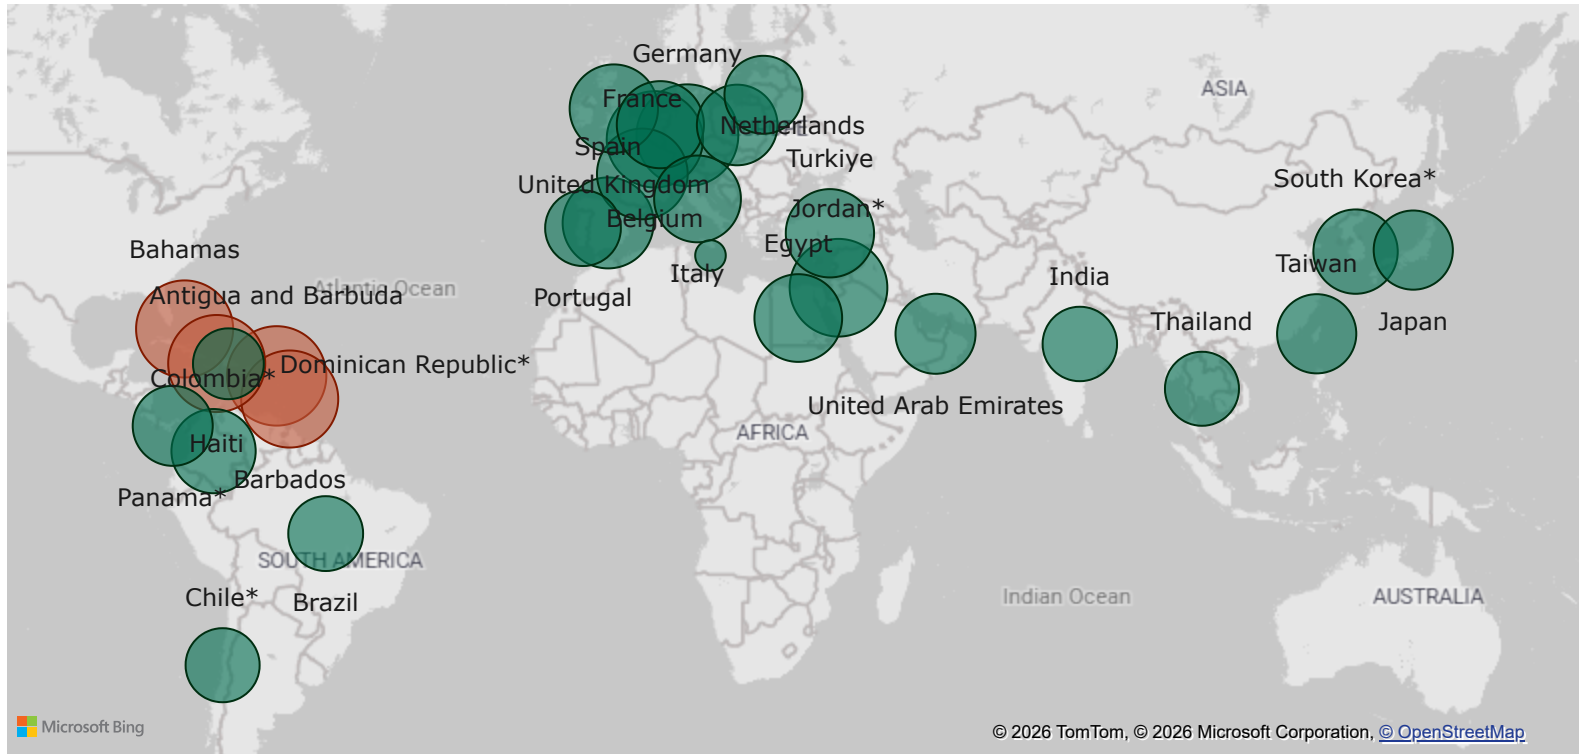 Germany
ASIA
France
Netherlands
Spain
Turkiye
South Korea*
United Kingdom
Jordan*
Belgium
Egypt
Bahamas
Taiwan
Italy
India
Atlantic Ocean
Antigua and Barbuda
Portugal
Thailand
Japan
Dominican Republic*
Colombia*
United Arab Emirates
AFRICA
Haiti
Barbados
Panama*
SOUTH AMERICA
Chile*
Brazil
Indian Ocean
AUSTRALIA
Microsoft Bing
© 2026 TomTom, © 2026 Microsoft Corporation, © OpenStreetMap